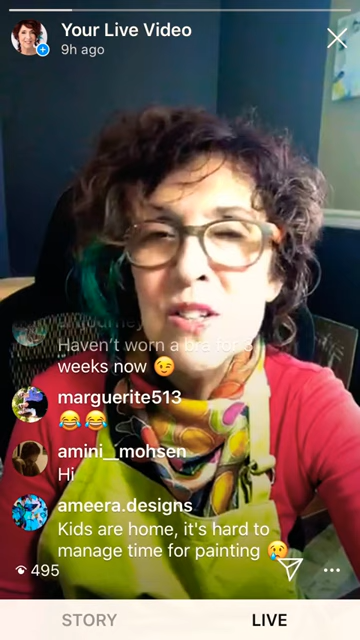 Your Live Video
9h ago
Haven't worn a bra for 3
weeks now 😉
marguerite513
😂😂
amini__mohsen
Hi
ameera.designs
Kids are home, it's hard to
manage time for painting 😢
495
STORY
LIVE